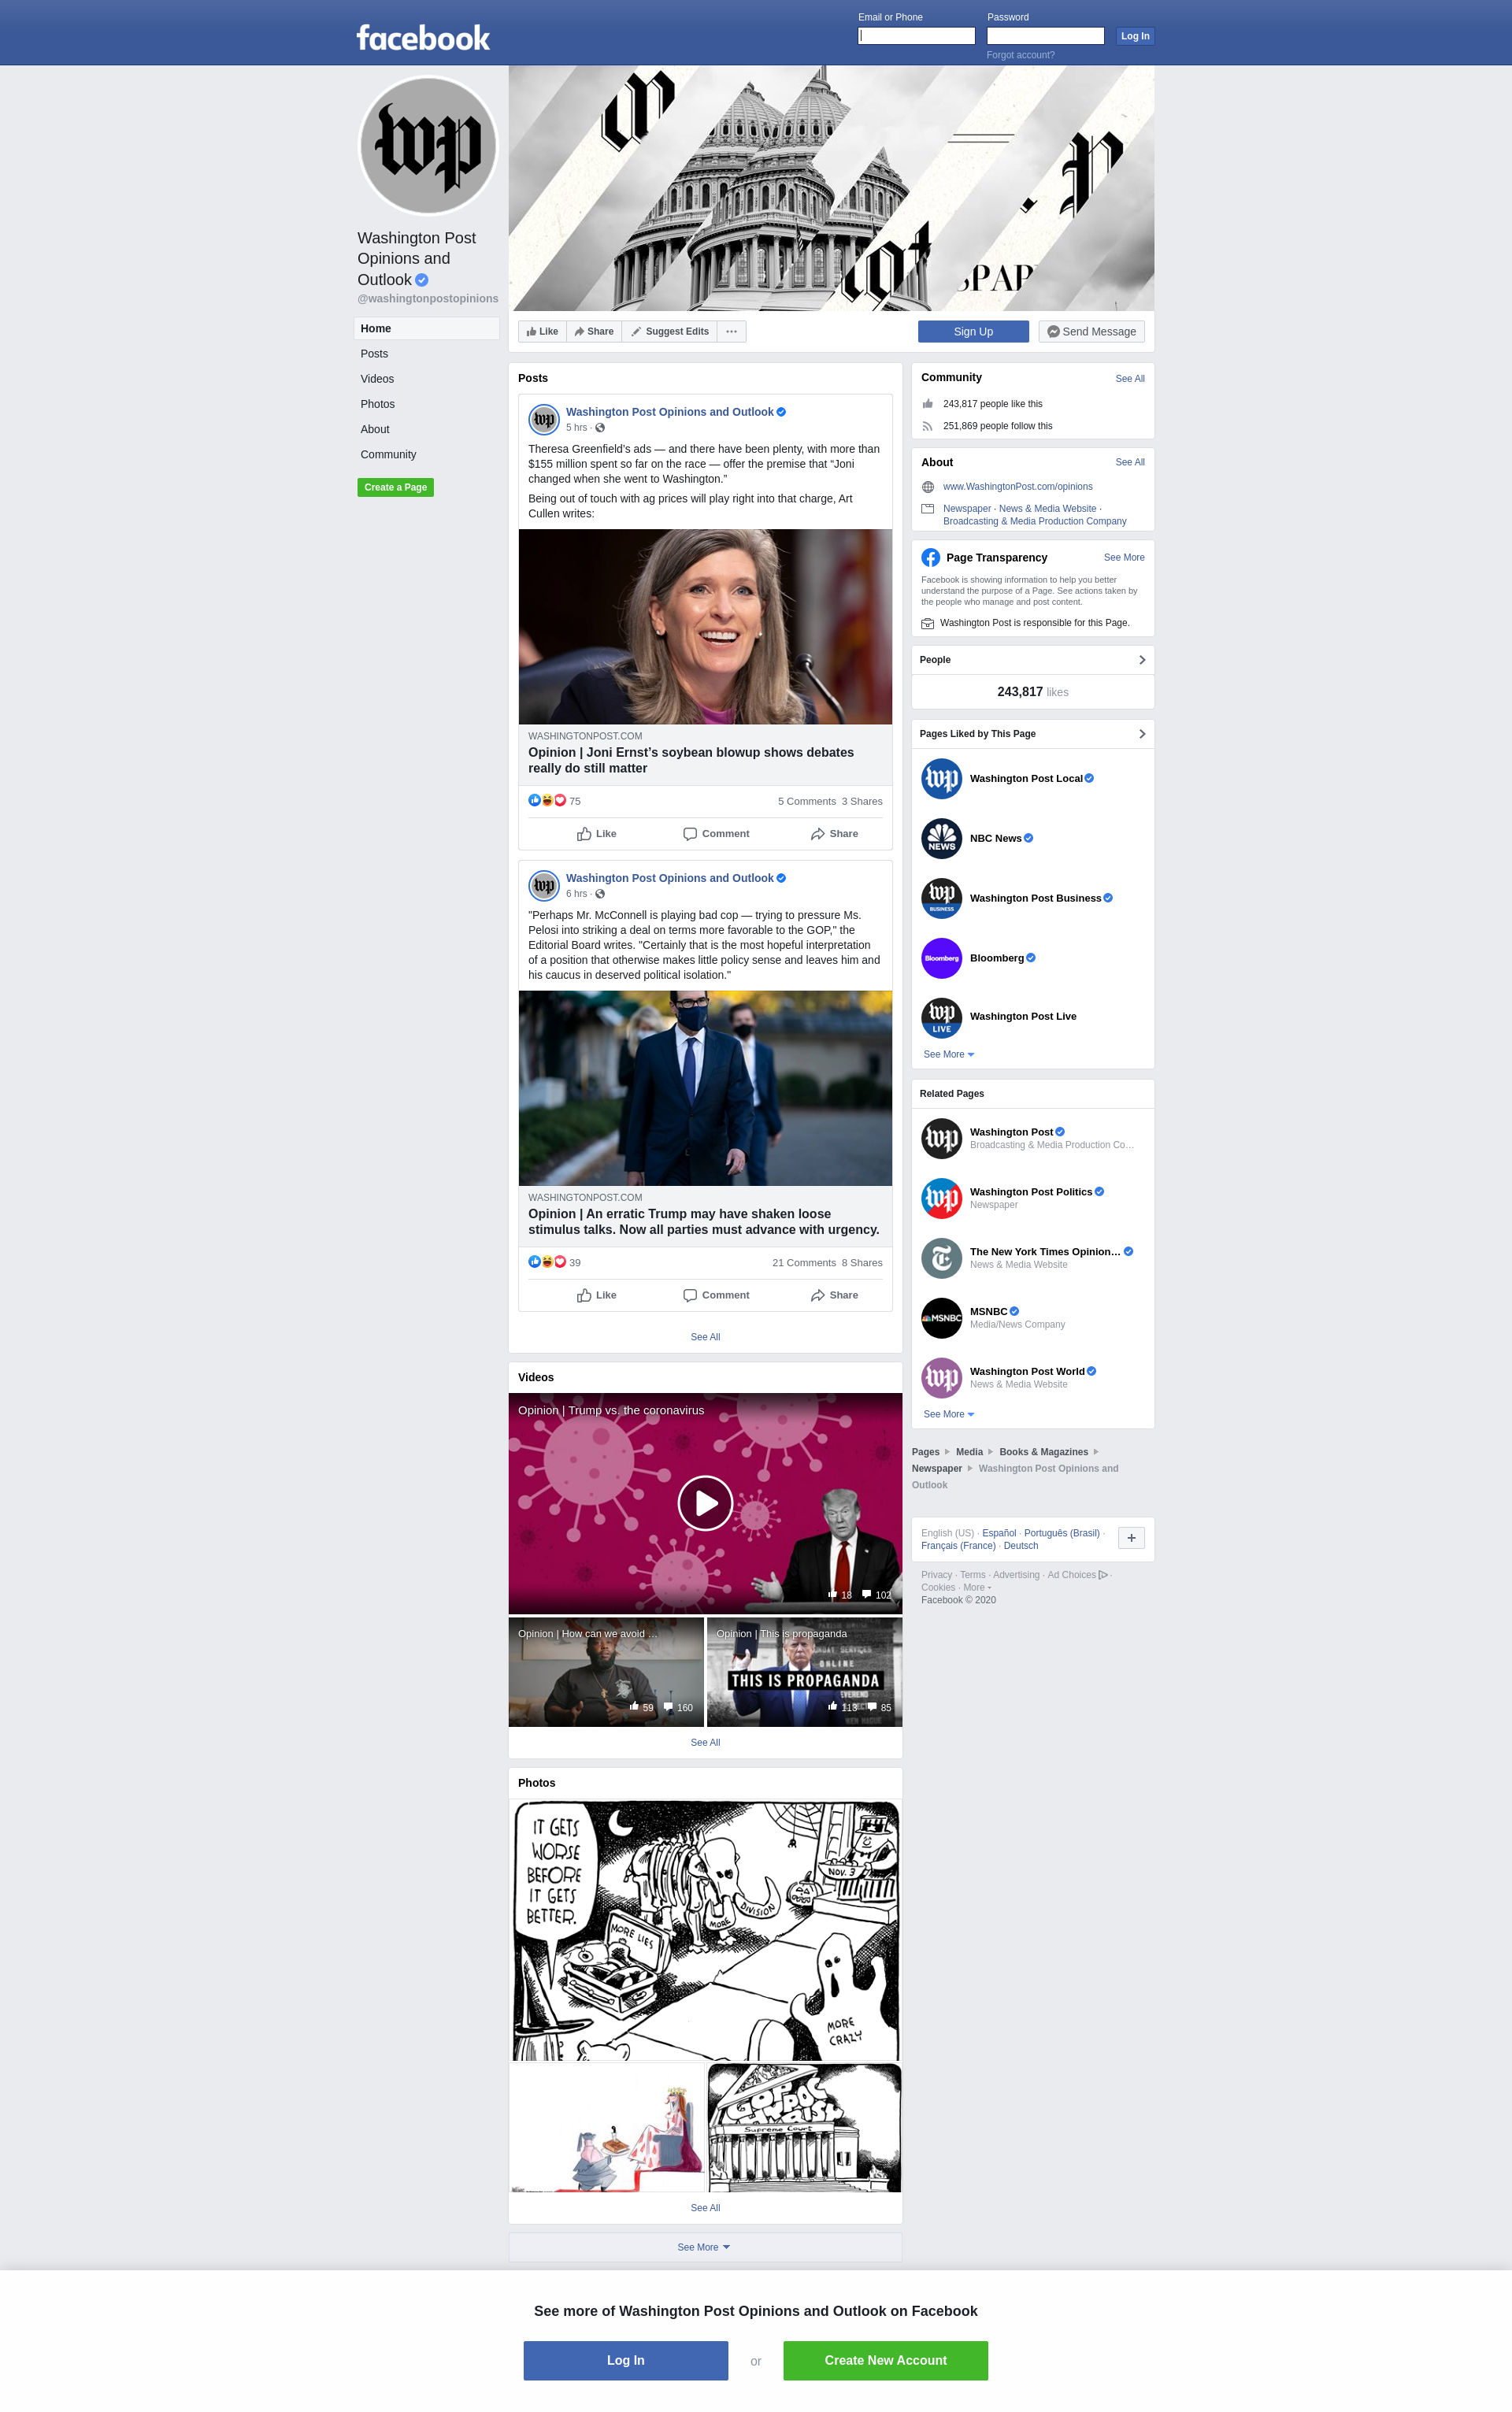 facebook
Email or Phone
Password
Log In
Forgot account?
wp
Washington Post
Opinions and
Outlook
@washingtonpostopinions
Home
Posts
Videos
Photos
About
Community
Create a Page
Like
Share
Suggest Edits
Sign Up
Send Message
Posts
Washington Post Opinions and Outlook
5 hrs ·
Theresa Greenfield’s ads — and there have been plenty, with more than
$155 million spent so far on the race — offer the premise that “Joni
changed when she went to Washington.”
Being out of touch with ag prices will play right into that charge, Art
Cullen writes:
WASHINGTONPOST.COM
Opinion | Joni Ernst’s soybean blowup shows debates
really do still matter
75
5 Comments 3 Shares
Like
Comment
Share
Washington Post Opinions and Outlook
6 hrs ·
"Perhaps Mr. McConnell is playing bad cop — trying to pressure Ms.
Pelosi into striking a deal on terms more favorable to the GOP," the
Editorial Board writes. "Certainly that is the most hopeful interpretation
of a position that otherwise makes little policy sense and leaves him and
his caucus in deserved political isolation."
WASHINGTONPOST.COM
Opinion | An erratic Trump may have shaken loose
stimulus talks. Now all parties must advance with urgency.
39
21 Comments 8 Shares
Like
Comment
Share
See All
Videos
Opinion | Trump vs. the coronavirus
18
102
Opinion | How can we avoid …
59
160
Opinion | This is propaganda
ONLINE
THIS IS PROPAGANDA
113
85
See All
Photos
IT GETS
WORSE
BEFORE
IT GETS
BETTER.
NOV. 3
DIVISION
MORE
MORE LIES
MORE
CRAZY
Supreme Court
See All
See More
Community
See All
243,817 people like this
251,869 people follow this
About
See All
www.WashingtonPost.com/opinions
Newspaper · News & Media Website ·
Broadcasting & Media Production Company
Page Transparency
See More
Facebook is showing information to help you better
understand the purpose of a Page. See actions taken by
the people who manage and post content.
Washington Post is responsible for this Page.
People
243,817 likes
Pages Liked by This Page
wp
Washington Post Local
NEWS
NBC News
wp
BUSINESS
Washington Post Business
Bloomberg
Bloomberg
wp
LIVE
Washington Post Live
See More
Related Pages
wp
Washington Post
Broadcasting & Media Production Co…
wp
Washington Post Politics
Newspaper
The New York Times Opinion…
News & Media Website
MSNBC
MSNBC
Media/News Company
wp
Washington Post World
News & Media Website
See More
Pages
Media
Books & Magazines
Newspaper
Washington Post Opinions and
Outlook
English (US) · Español · Português (Brasil) ·
Français (France) · Deutsch
Privacy · Terms · Advertising · Ad Choices ·
Cookies · More
Facebook © 2020
See more of Washington Post Opinions and Outlook on Facebook
Log In
or
Create New Account